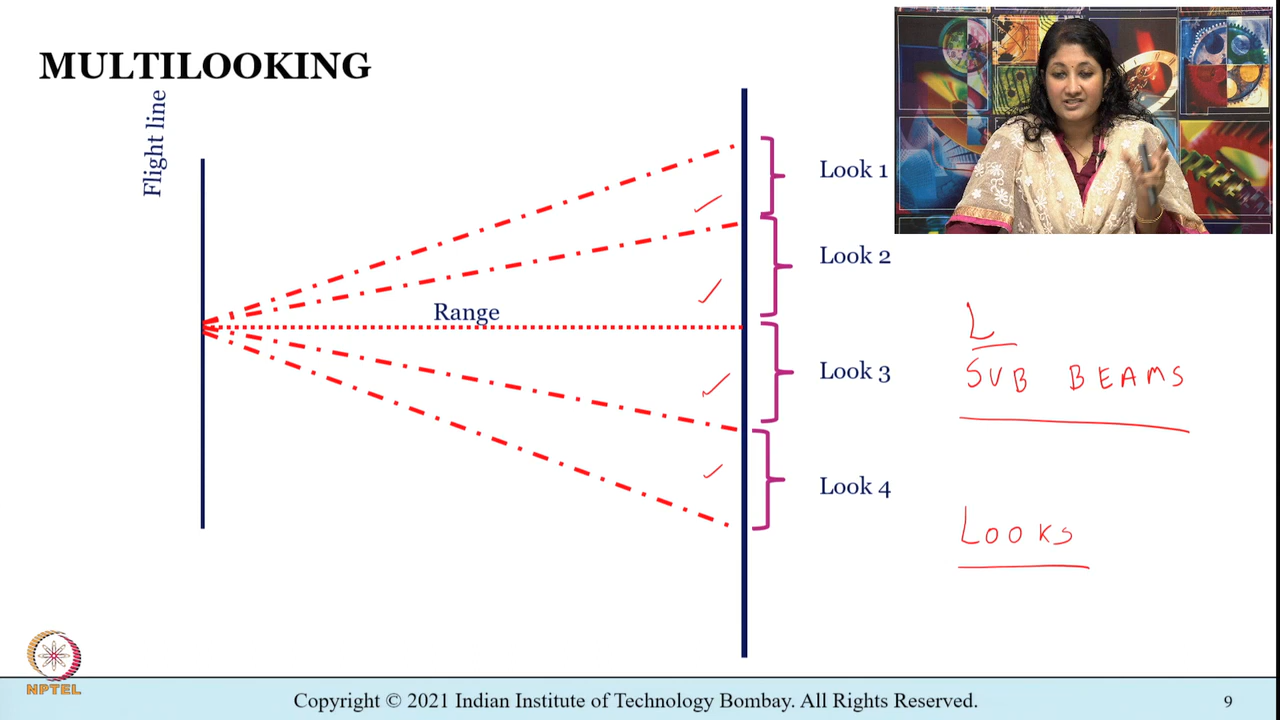 MULTILOOKING
Flight line
Range
Look 1
Look 2
Look 3
Look 4
L
SUB BEAMS
LOOKS
NPTEL
Copyright © 2021 Indian Institute of Technology Bombay. All Rights Reserved.
9